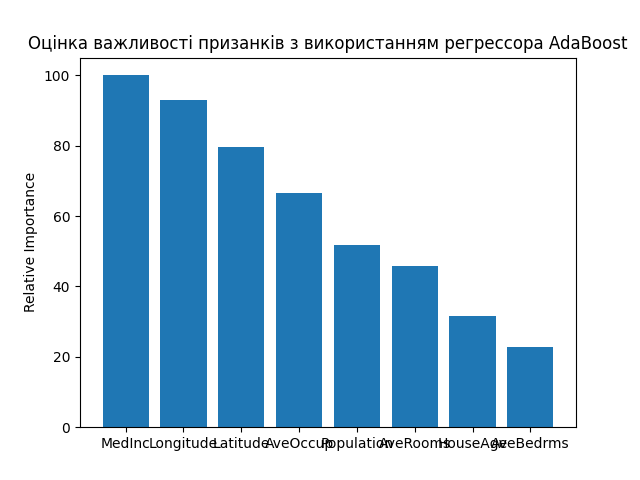 Оцінка важливості призанків з використанням регрессора AdaBoost
Relative Importance
100
80
60
40
20
0
MedInc Longitude Latitude AveOccup Population AveRooms HouseAge AveBedrms